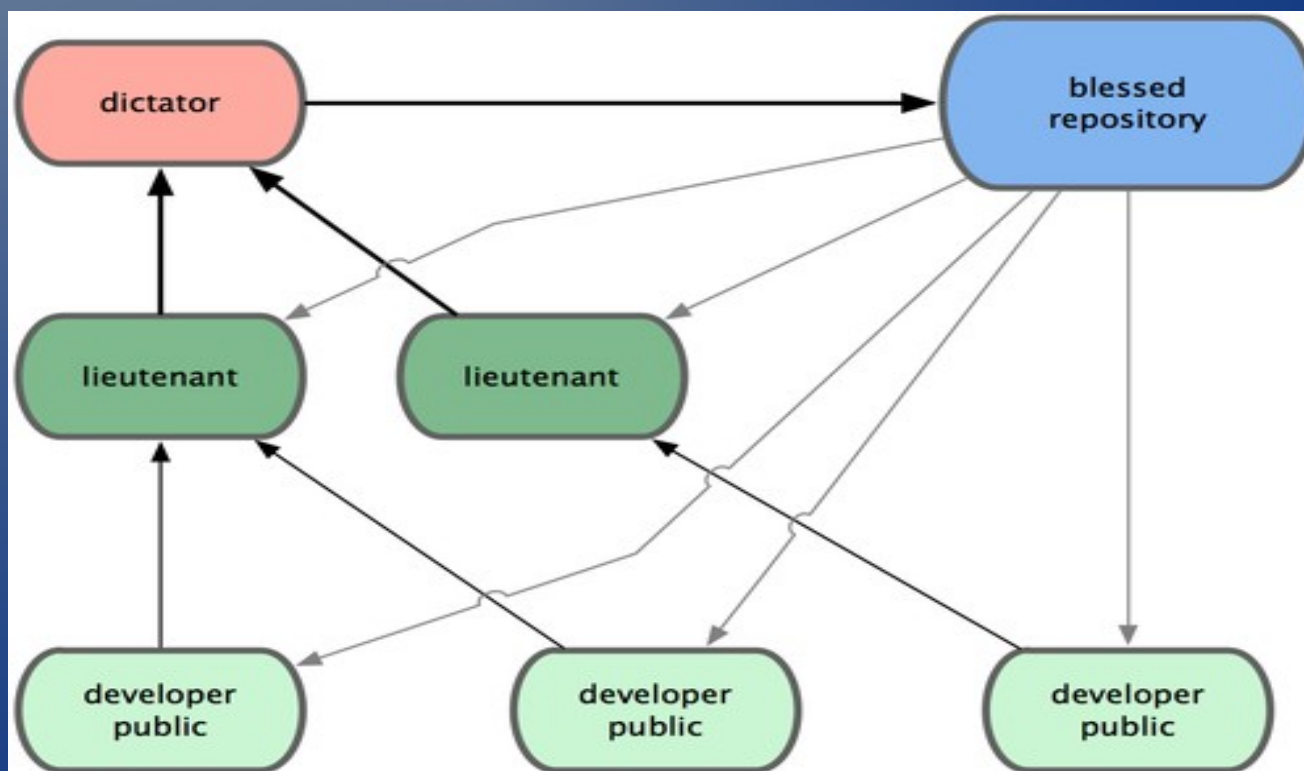 dictator
blessed
repository
lieutenant
lieutenant
developer
public
developer
public
developer
public